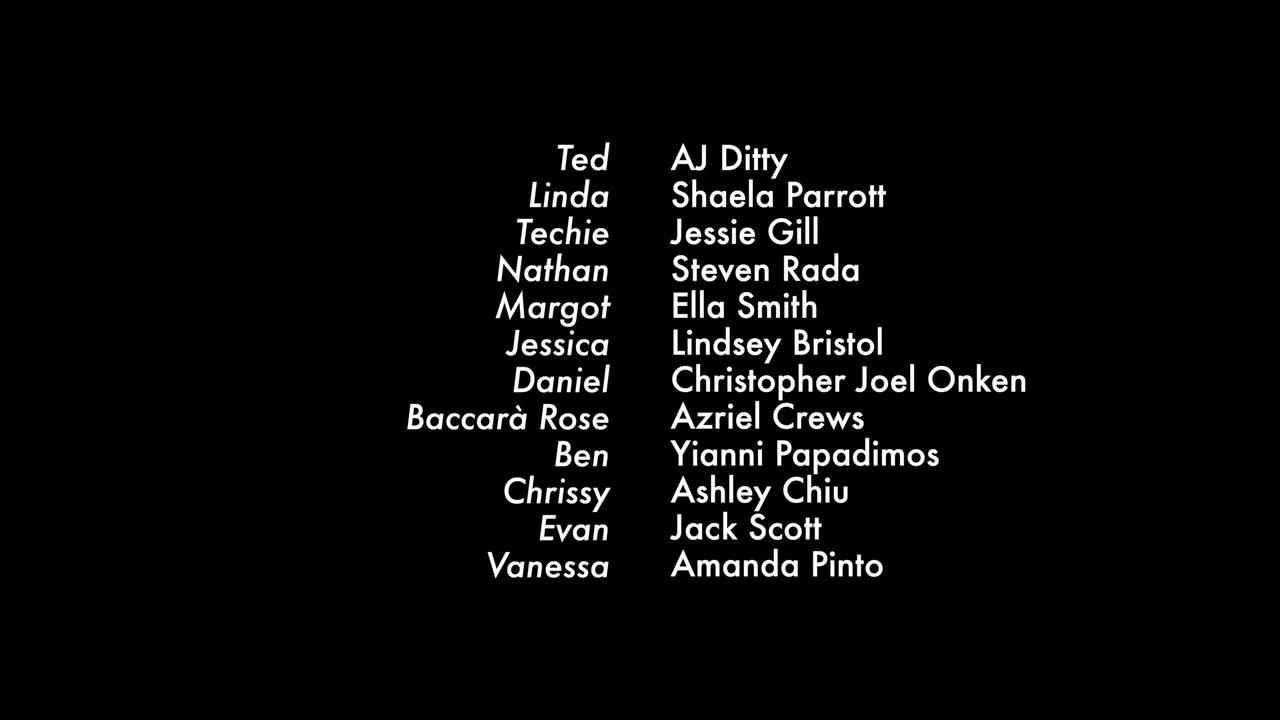 Ted AJ Ditty
Linda Shaela Parrott
Techie Jessie Gill
Nathan Steven Rada
Margot Ella Smith
Jessica Lindsey Bristol
Daniel Christopher Joel Onken
Baccarà Rose Azriel Crews
Ben Yianni Papadimos
Chrissy Ashley Chiu
Evan Jack Scott
Vanessa Amanda Pinto